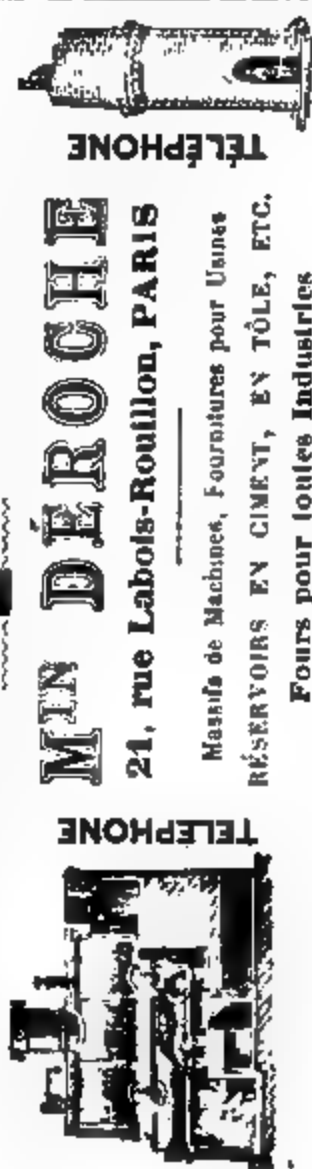 TÉLÉPHONE
MIN DÉROCHE
21, rue Labois-Rouillon, PARIS
Massifs de Machines, Fournitures pour Usines
RÉSERVOIRS EN CIMENT, EN TÔLE, ETC.
Fours pour toutes Industries
TÉLÉPHONE